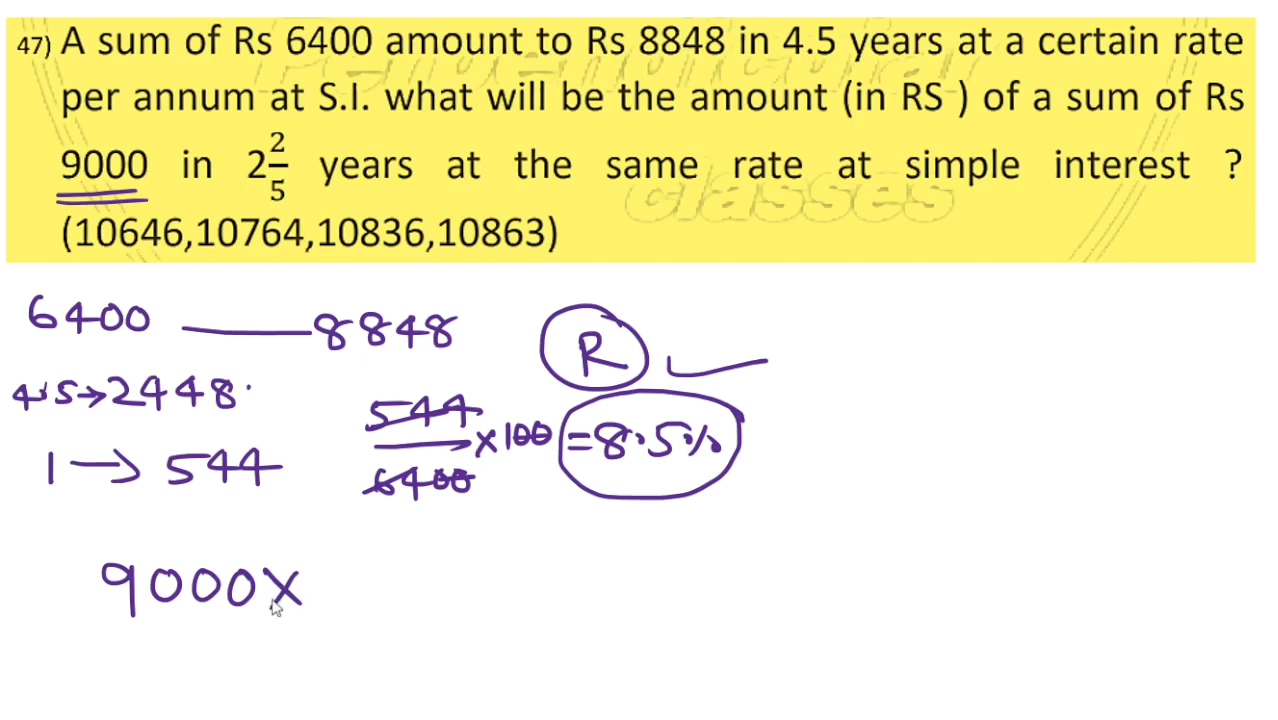 47) A sum of Rs 6400 amount to Rs 8848 in 4.5 years at a certain rate
per annum at S.I. what will be the amount (in RS ) of a sum of Rs
9000 in 2 2/5 years at the same rate at simple interest ?
(10646,10764,10836,10863)
Perpendicular
classes
6400 — 8848
R
4.5→2448.
544/6400 ×100 =8.5%
1→544
9000×